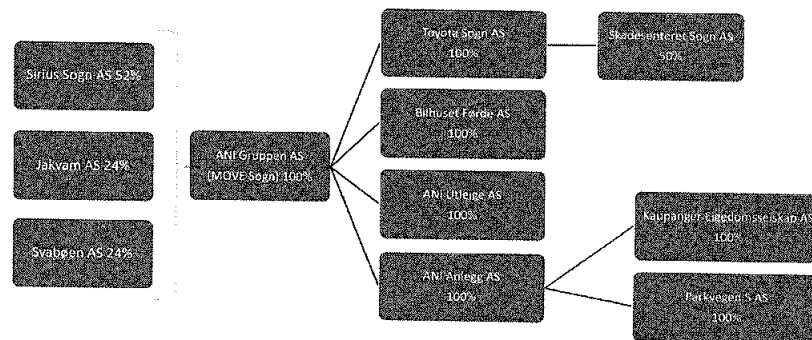 Sirius Sogn AS 52%
Jakvam AS 24%
Svabøen AS 24%
ANI Gruppen AS
(MOVE Sogn) 100%
Toyota Sogn AS
100%
Bilhuset Førde AS
100%
ANI Utleige AS
100%
ANI Anlegg AS
100%
Skadesenteret Sogn AS
50%
Kaupanger Eigedomsselskap AS
100%
Parkvegen 5 AS
100%